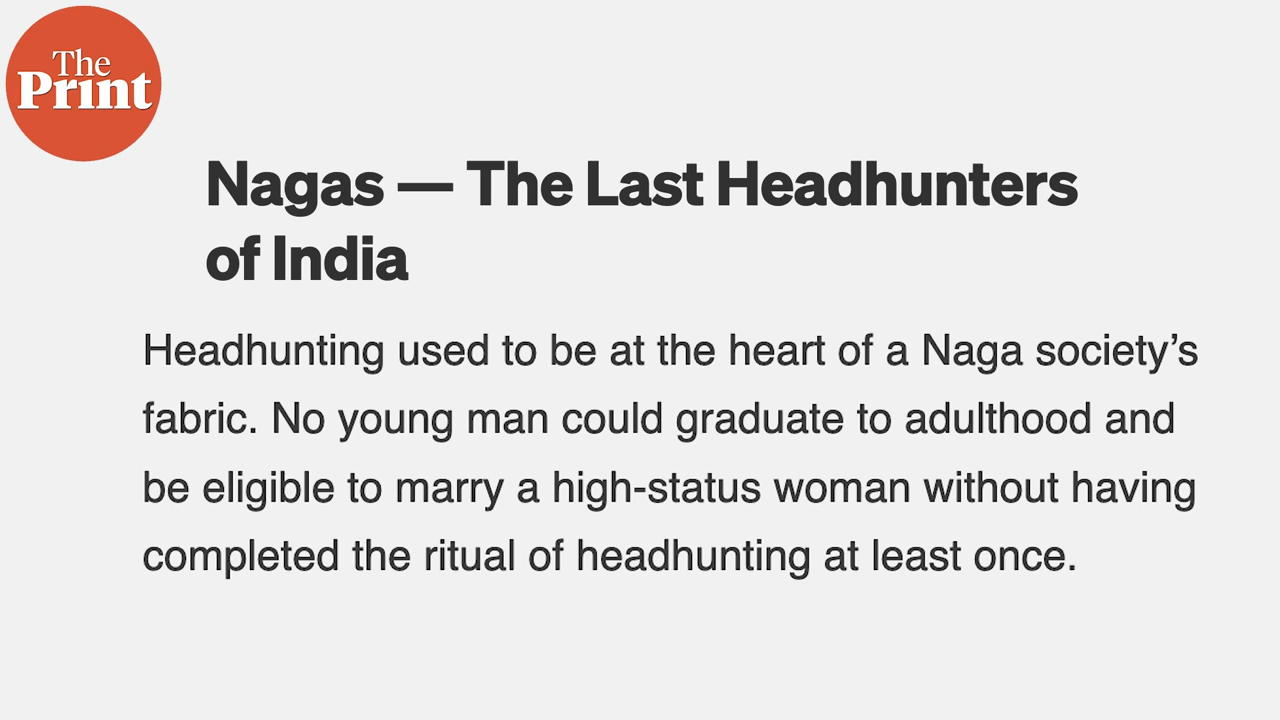 The
Print
Nagas — The Last Headhunters
of India
Headhunting used to be at the heart of a Naga society’s
fabric. No young man could graduate to adulthood and
be eligible to marry a high-status woman without having
completed the ritual of headhunting at least once.